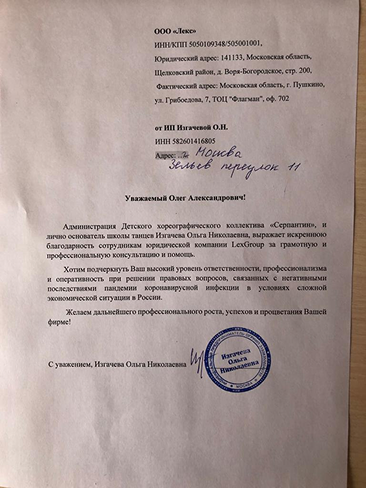 ООО «Лекс»
ИНН/КПП 5050109348/505001001,
Юридический адрес: 141133, Московская область,
Щелковский район, д. Воря-Богородское, стр. 200,
Фактический адрес: Московская область, г. Пушкино,
ул. Грибоедова, 7, ТОЦ "Флагман", оф. 702
от ИП Изгачевой О.Н.
ИНН 582601416805
Адрес: Москва
Зельев переулок 11
Уважаемый Олег Александрович!
Администрация Детского хореографического коллектива «Серпантин», и
лично основатель школы танцев Изгачева Ольга Николаевна, выражает искреннюю
благодарность сотрудникам юридической компании LexGroup за грамотную и
профессиональную консультацию и помощь.
Хотим подчеркнуть Ваш высокий уровень ответственности, профессионализма
и оперативность при решении правовых вопросов, связанных с негативными
последствиями пандемии коронавирусной инфекции в условиях сложной
экономической ситуации в России.
Желаем дальнейшего профессионального роста, успехов и процветания Вашей
фирме!
С уважением, Изгачева Ольга Николаевна
Изгачева
Ольга
Николаевна